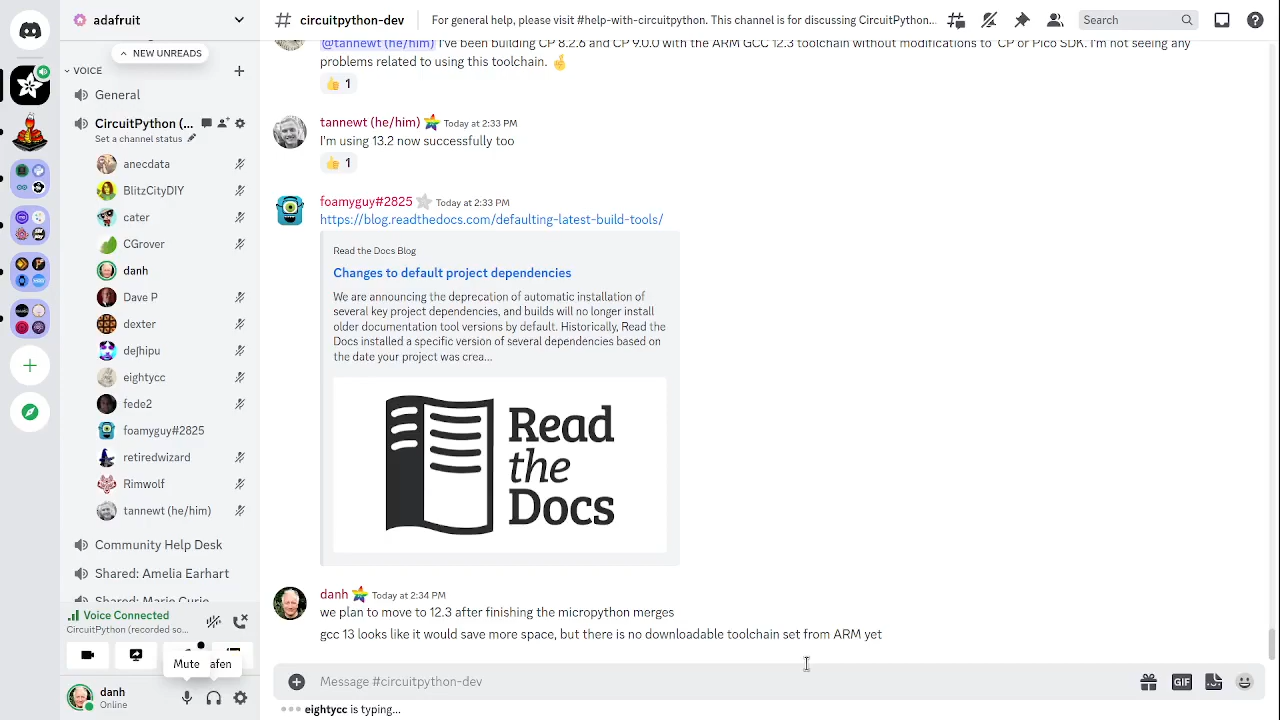 adafruit
# circuitpython-dev
For general help, please visit #help-with-circuitpython. This channel is for discussing CircuitPython...
Search
NEW UNREADS
VOICE
General
CircuitPython (...
Set a channel status
anecdata
BlitzCityDIY
cater
CGrover
danh
Dave P
dexter
deʃhipu
eightycc
fede2
foamyguy#2825
retiredwizard
Rimwolf
tannewt (he/him)
Community Help Desk
Shared: Amelia Earhart
Shared: Marie Curie
Voice Connected
CircuitPython (recorded so...
Mute
afen
danh
Online
@tannewt (he/him) I've been building CP 8.2.6 and CP 9.0.0 with the ARM GCC 12.3 toolchain without modifications to CP or Pico SDK. I'm not seeing any
problems related to using this toolchain. 🤞
👍 1
tannewt (he/him) Today at 2:33 PM
I'm using 13.2 now successfully too
👍 1
foamyguy#2825 Today at 2:33 PM
https://blog.readthedocs.com/defaulting-latest-build-tools/
Read the Docs Blog
Changes to default project dependencies
We are announcing the deprecation of automatic installation of
several key project dependencies, and builds will no longer install
older documentation tool versions by default. Historically, Read the
Docs installed a specific version of several dependencies based on
the date your project was crea...
Read
the
Docs
danh Today at 2:34 PM
we plan to move to 12.3 after finishing the micropython merges
gcc 13 looks like it would save more space, but there is no downloadable toolchain set from ARM yet
Message #circuitpython-dev
GIF
eightycc is typing...